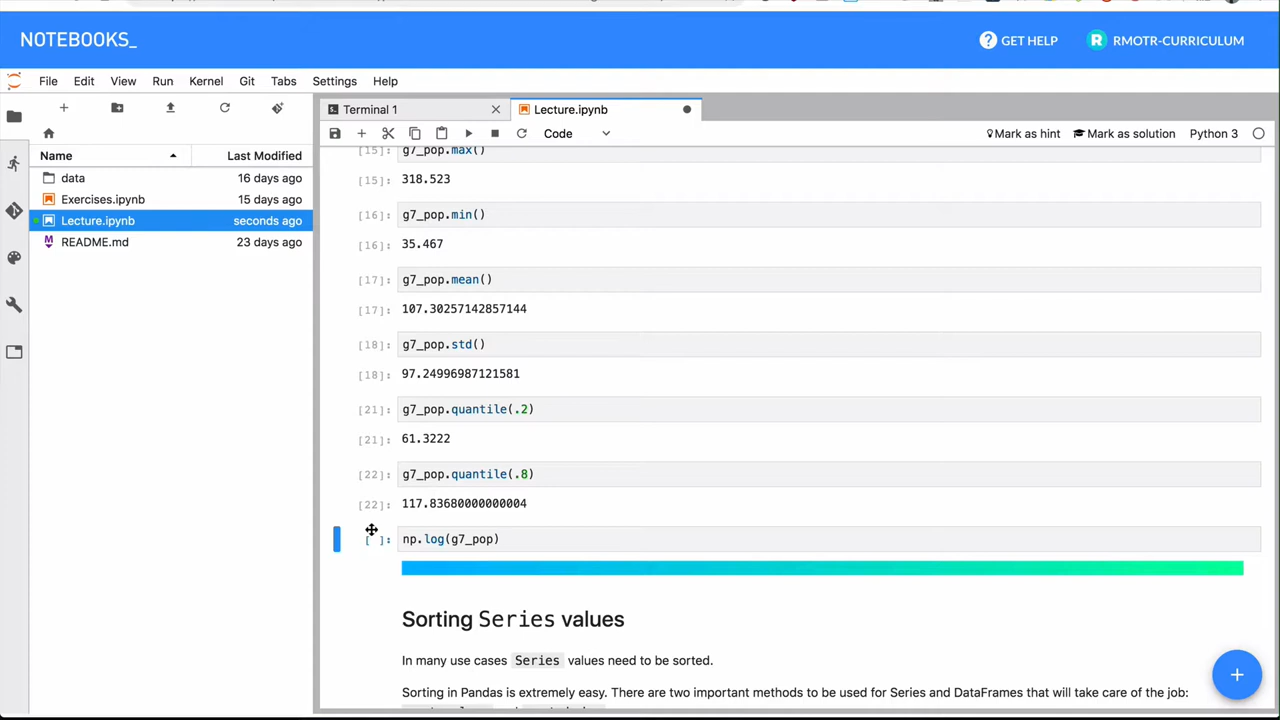 NOTEBOOKS_
GET HELP
R RMOTR-CURRICULUM
File Edit View Run Kernel Git Tabs Settings Help
Terminal 1
Lecture.ipynb
Code
Mark as hint
Mark as solution
Python 3
Name Last Modified
data 16 days ago
Exercises.ipynb 15 days ago
Lecture.ipynb seconds ago
README.md 23 days ago
[15]: g7_pop.max()
[15]: 318.523
[16]: g7_pop.min()
[16]: 35.467
[17]: g7_pop.mean()
[17]: 107.30257142857144
[18]: g7_pop.std()
[18]: 97.24996987121581
[21]: g7_pop.quantile(.2)
[21]: 61.3222
[22]: g7_pop.quantile(.8)
[22]: 117.83680000000004
[ ]: np.log(g7_pop)
Sorting Series values
In many use cases Series values need to be sorted.
Sorting in Pandas is extremely easy. There are two important methods to be used for Series and DataFrames that will take care of the job: